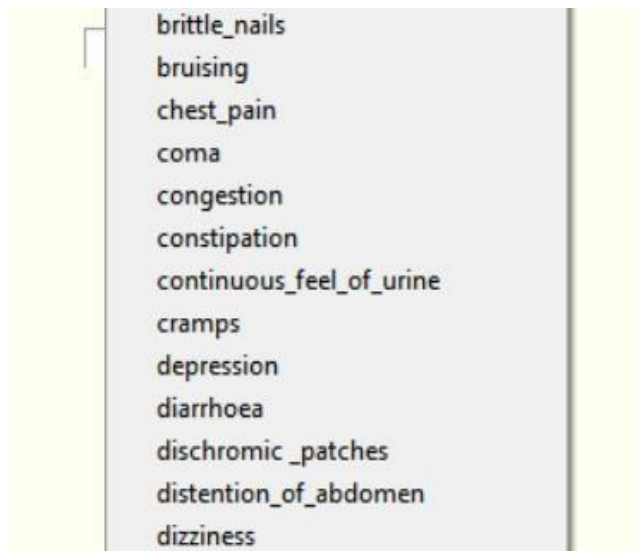 brittle_nails
bruising
chest_pain
coma
congestion
constipation
continuous_feel_of_urine
cramps
depression
diarrhoea
dischromic _patches
distention_of_abdomen
dizziness